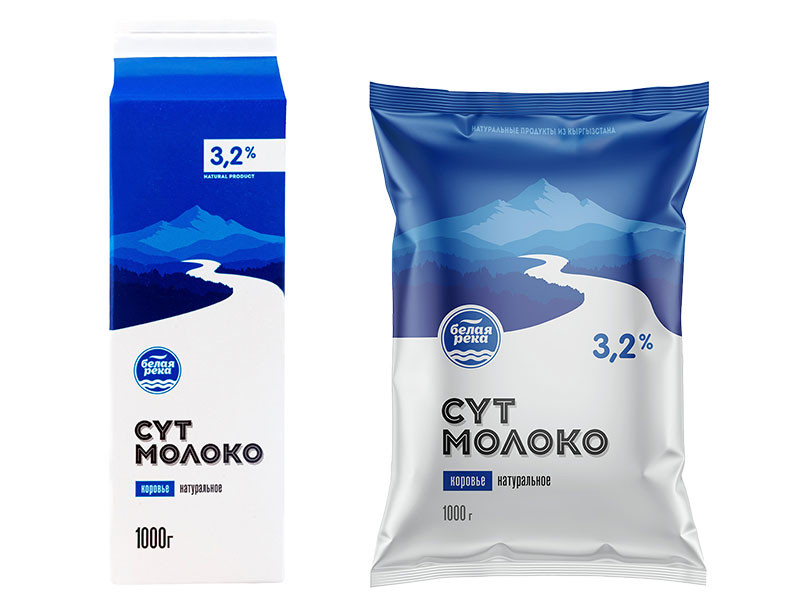 3,2%
NATURAL PRODUCT
белая
река
СҮТ
МОЛОКО
коровье натуральное
1000г
НАТУРАЛЬНЫЕ ПРОДУКТЫ ИЗ КЫРГЫЗСТАНА
белая
река
3,2%
СҮТ
МОЛОКО
коровье натуральное
1000 г